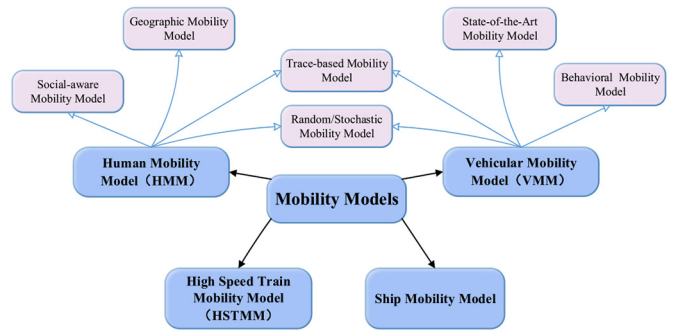 Geographic Mobility
Model
State-of-the-Art
Mobility Model
Trace-based Mobility
Model
Social-aware
Mobility Model
Behavioral Mobility
Model
Random/Stochastic
Mobility Model
Human Mobility
Model（HMM）
Vehicular Mobility
Model（VMM）
Mobility Models
High Speed Train
Mobility Model
（HSTMM）
Ship Mobility Model